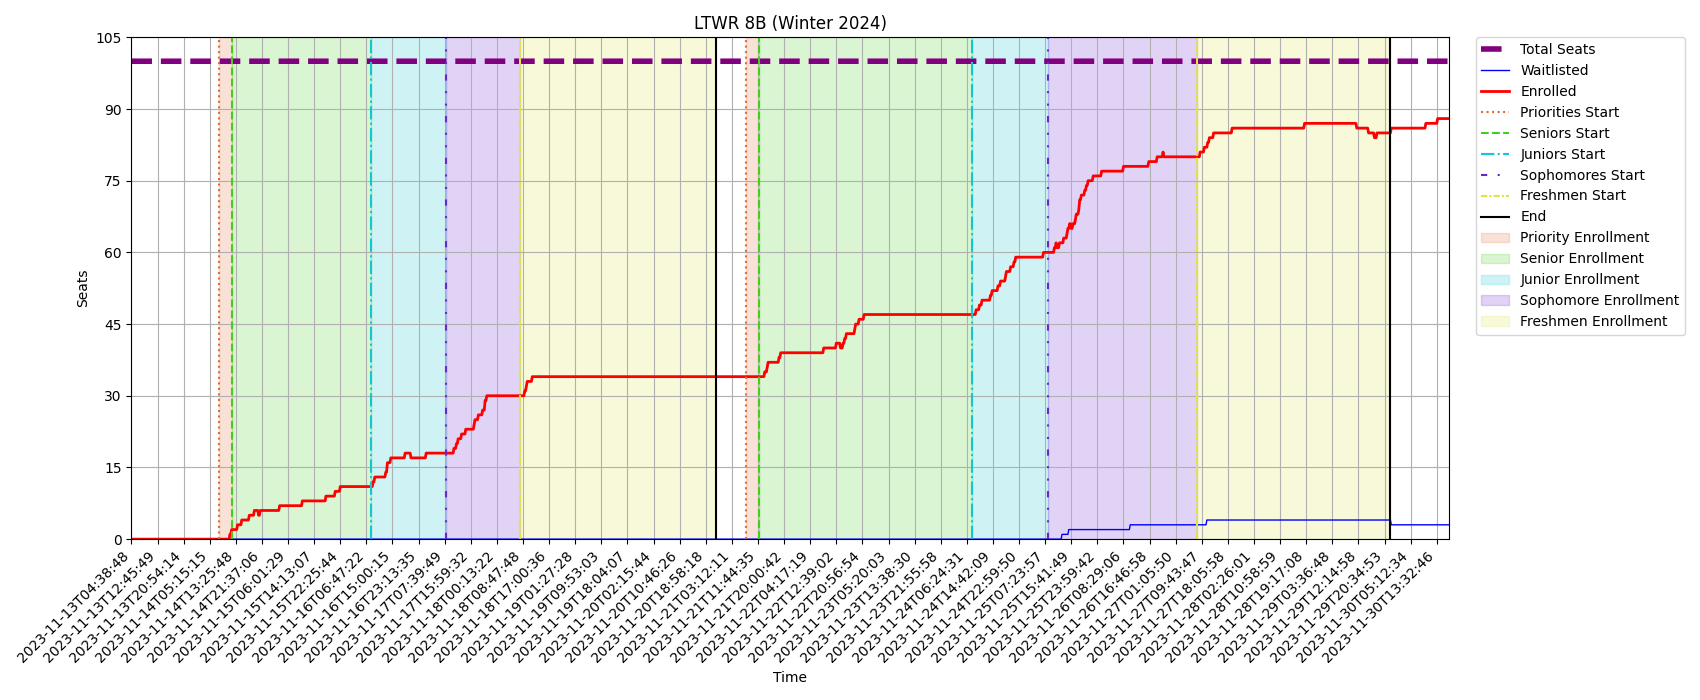 LTWR 8B (Winter 2024)
105
90
75
60
45
30
15
0
Seats
2023-11-13T04:38:48
2023-11-13T12:45:49
2023-11-13T20:54:14
2023-11-14T05:15:15
2023-11-14T13:25:48
2023-11-14T21:37:06
2023-11-15T06:01:29
2023-11-15T14:13:07
2023-11-15T22:25:44
2023-11-16T06:47:22
2023-11-16T15:00:15
2023-11-16T23:13:35
2023-11-17T07:39:49
2023-11-17T15:59:32
2023-11-18T00:13:22
2023-11-18T08:47:48
2023-11-18T17:00:36
2023-11-19T01:27:28
2023-11-19T09:53:03
2023-11-19T18:04:07
2023-11-20T02:15:44
2023-11-20T10:46:26
2023-11-20T18:58:18
2023-11-21T03:12:11
2023-11-21T11:44:35
2023-11-21T20:00:42
2023-11-22T04:17:19
2023-11-22T12:39:02
2023-11-22T20:56:54
2023-11-23T05:20:03
2023-11-23T13:38:30
2023-11-23T21:55:58
2023-11-24T06:24:31
2023-11-24T14:42:09
2023-11-24T22:59:50
2023-11-25T07:23:57
2023-11-25T15:41:49
2023-11-25T23:59:42
2023-11-26T08:29:06
2023-11-26T16:46:58
2023-11-27T01:05:50
2023-11-27T09:43:47
2023-11-27T18:05:58
2023-11-28T02:26:01
2023-11-28T10:58:59
2023-11-28T19:17:08
2023-11-29T03:36:48
2023-11-29T12:14:58
2023-11-29T20:34:53
2023-11-30T05:12:34
2023-11-30T13:32:46
Time
Total Seats
Waitlisted
Enrolled
Priorities Start
Seniors Start
Juniors Start
Sophomores Start
Freshmen Start
End
Priority Enrollment
Senior Enrollment
Junior Enrollment
Sophomore Enrollment
Freshmen Enrollment